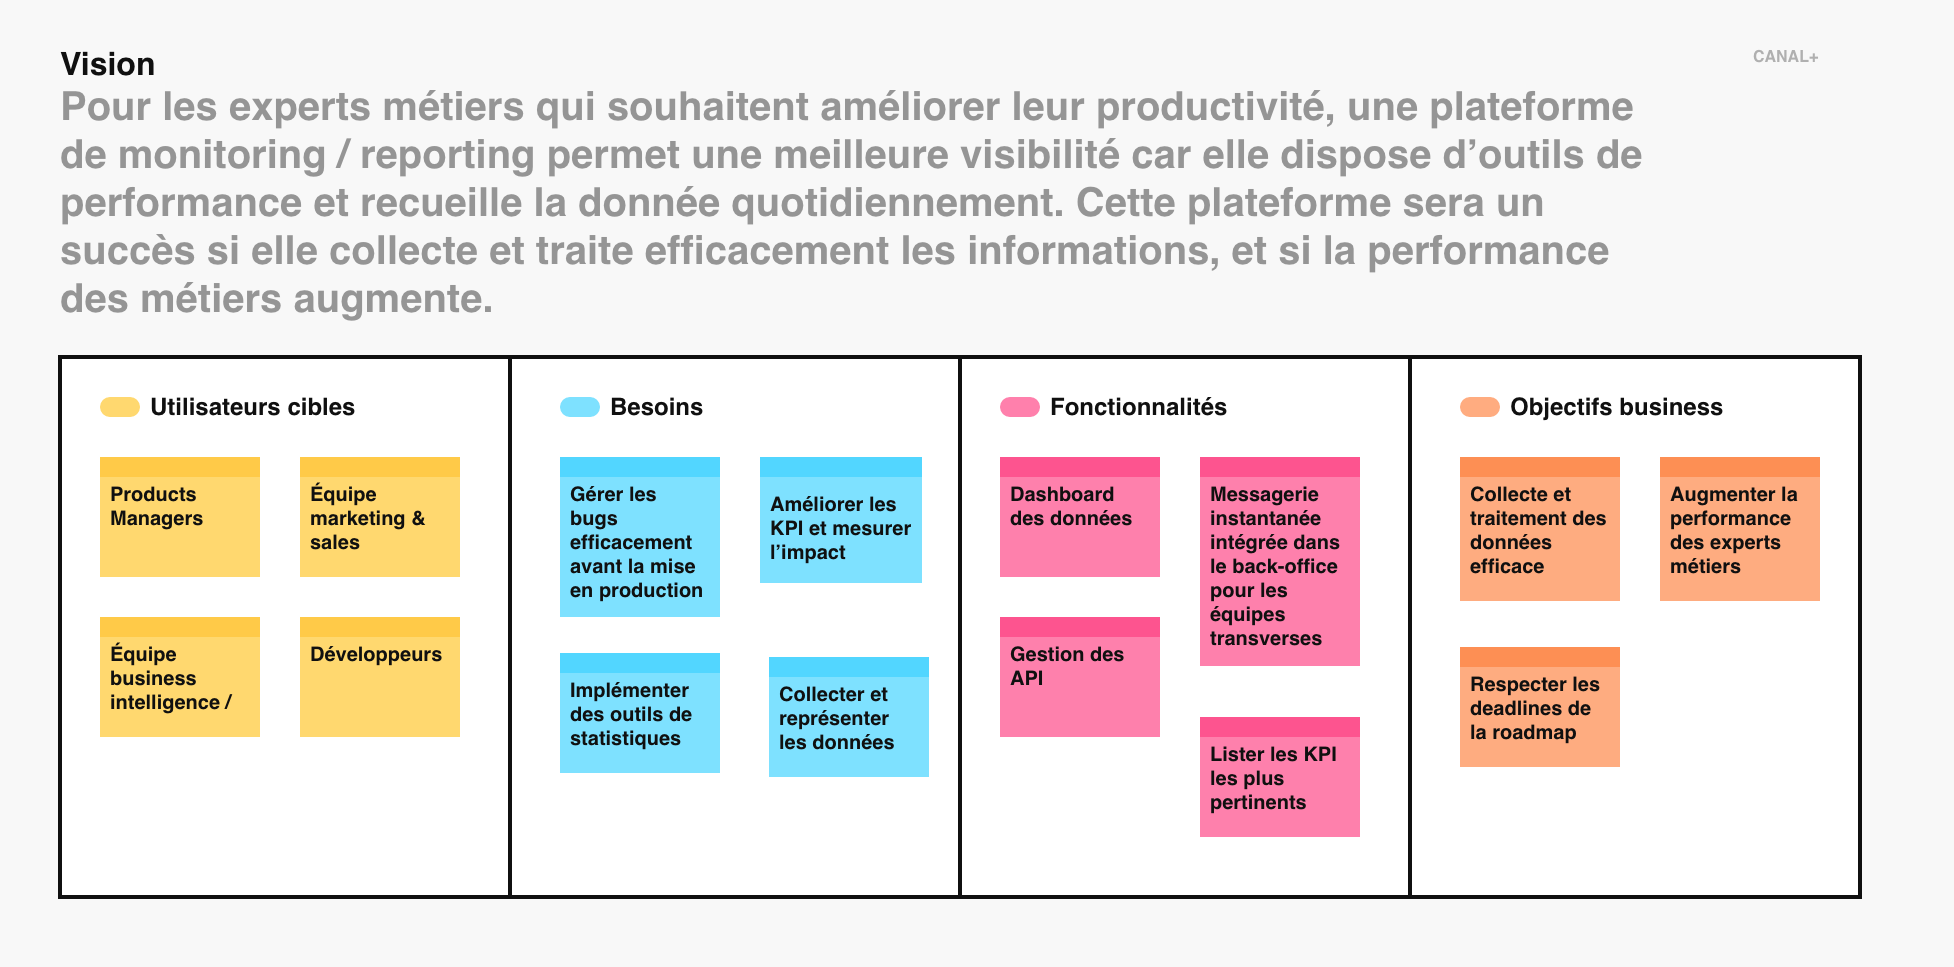 Vision
CANAL+
Pour les experts métiers qui souhaitent améliorer leur productivité, une plateforme
de monitoring / reporting permet une meilleure visibilité car elle dispose d’outils de
performance et recueille la donnée quotidiennement. Cette plateforme sera un
succès si elle collecte et traite efficacement les informations, et si la performance
des métiers augmente.
Utilisateurs cibles
Products
Managers
Équipe
marketing &
sales
Équipe
business
intelligence /
Développeurs
Besoins
Gérer les
bugs
efficacement
avant la mise
en production
Améliorer les
KPI et mesurer
l’impact
Implémenter
des outils de
statistiques
Collecter et
représenter
les données
Fonctionnalités
Dashboard
des données
Messagerie
instantanée
intégrée dans
le back-office
pour les
équipes
transverses
Gestion des
API
Lister les KPI
les plus
pertinents
Objectifs business
Collecte et
traitement des
données
efficace
Augmenter la
performance
des experts
métiers
Respecter les
deadlines de
la roadmap